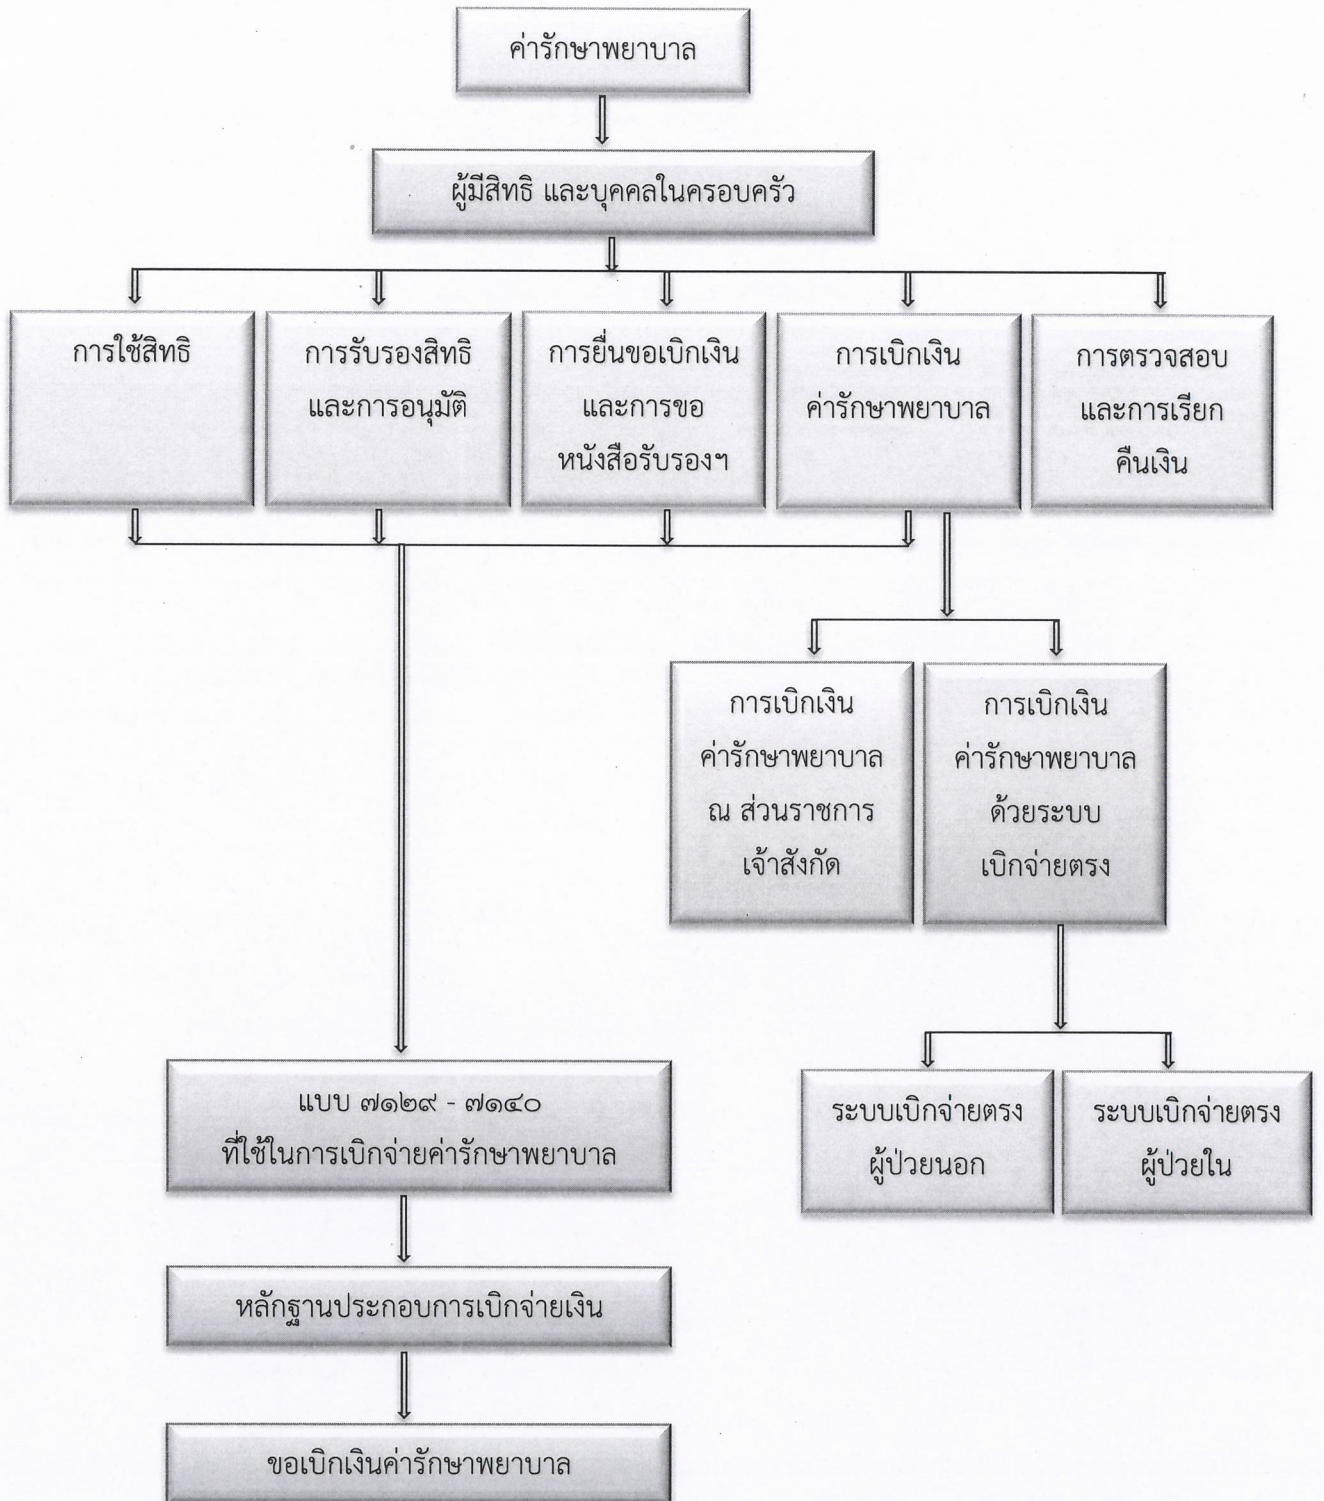 ค่ารักษาพยาบาล
ผู้มีสิทธิ และบุคคลในครอบครัว
การใช้สิทธิ
การรับรองสิทธิ
และการอนุมัติ
การยื่นขอเบิกเงิน
และการขอ
หนังสือรับรองฯ
การเบิกเงิน
ค่ารักษาพยาบาล
การตรวจสอบ
และการเรียก
คืนเงิน
การเบิกเงิน
ค่ารักษาพยาบาล
ณ ส่วนราชการ
เจ้าสังกัด
การเบิกเงิน
ค่ารักษาพยาบาล
ด้วยระบบ
เบิกจ่ายตรง
แบบ ๗๑๒๙ - ๗๑๔๐
ที่ใช้ในการเบิกจ่ายค่ารักษาพยาบาล
ระบบเบิกจ่ายตรง
ผู้ป่วยนอก
ระบบเบิกจ่ายตรง
ผู้ป่วยใน
หลักฐานประกอบการเบิกจ่ายเงิน
ขอเบิกเงินค่ารักษาพยาบาล